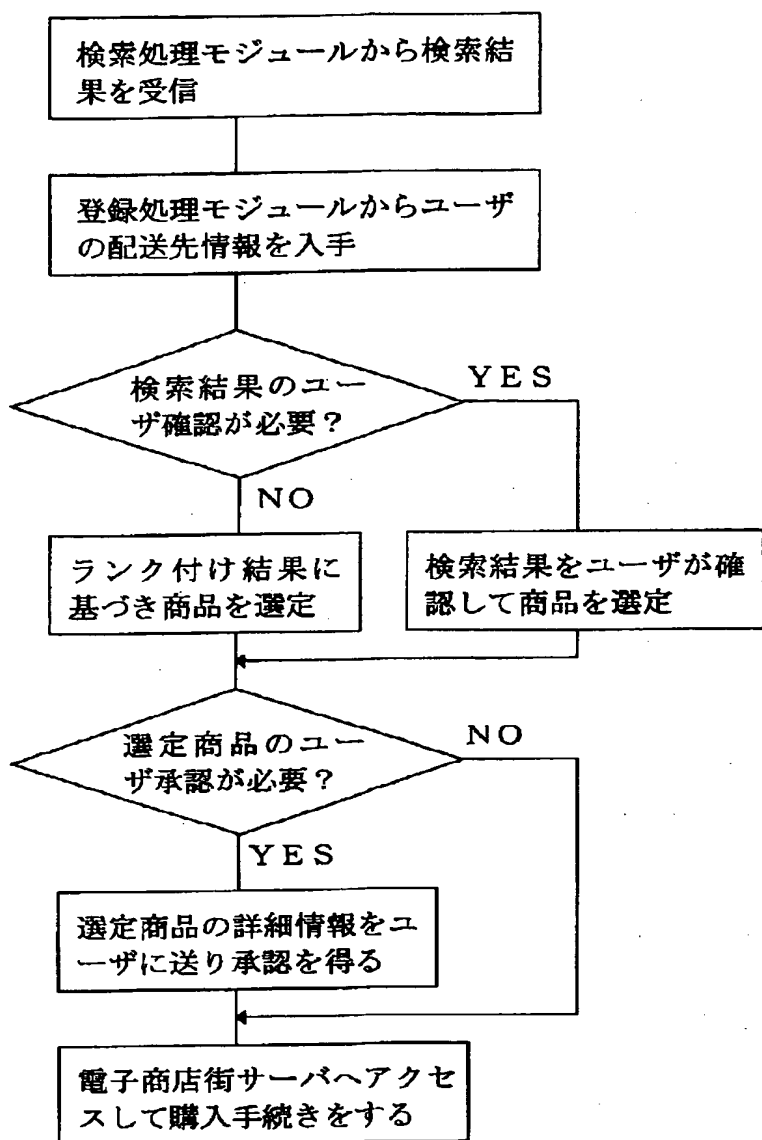 検索処理モジュールから検索結
果を受信
登録処理モジュールからユーザ
の配送先情報を入手
検索結果のユー
ザ確認が必要?
YES
NO
ランク付け結果に
基づき商品を選定
検索結果をユーザが確
認して商品を選定
選定商品のユー
ザ承認が必要?
NO
YES
選定商品の詳細情報をユ
ーザに送り承認を得る
電子商店街サーバへアクセ
スして購入手続きをする